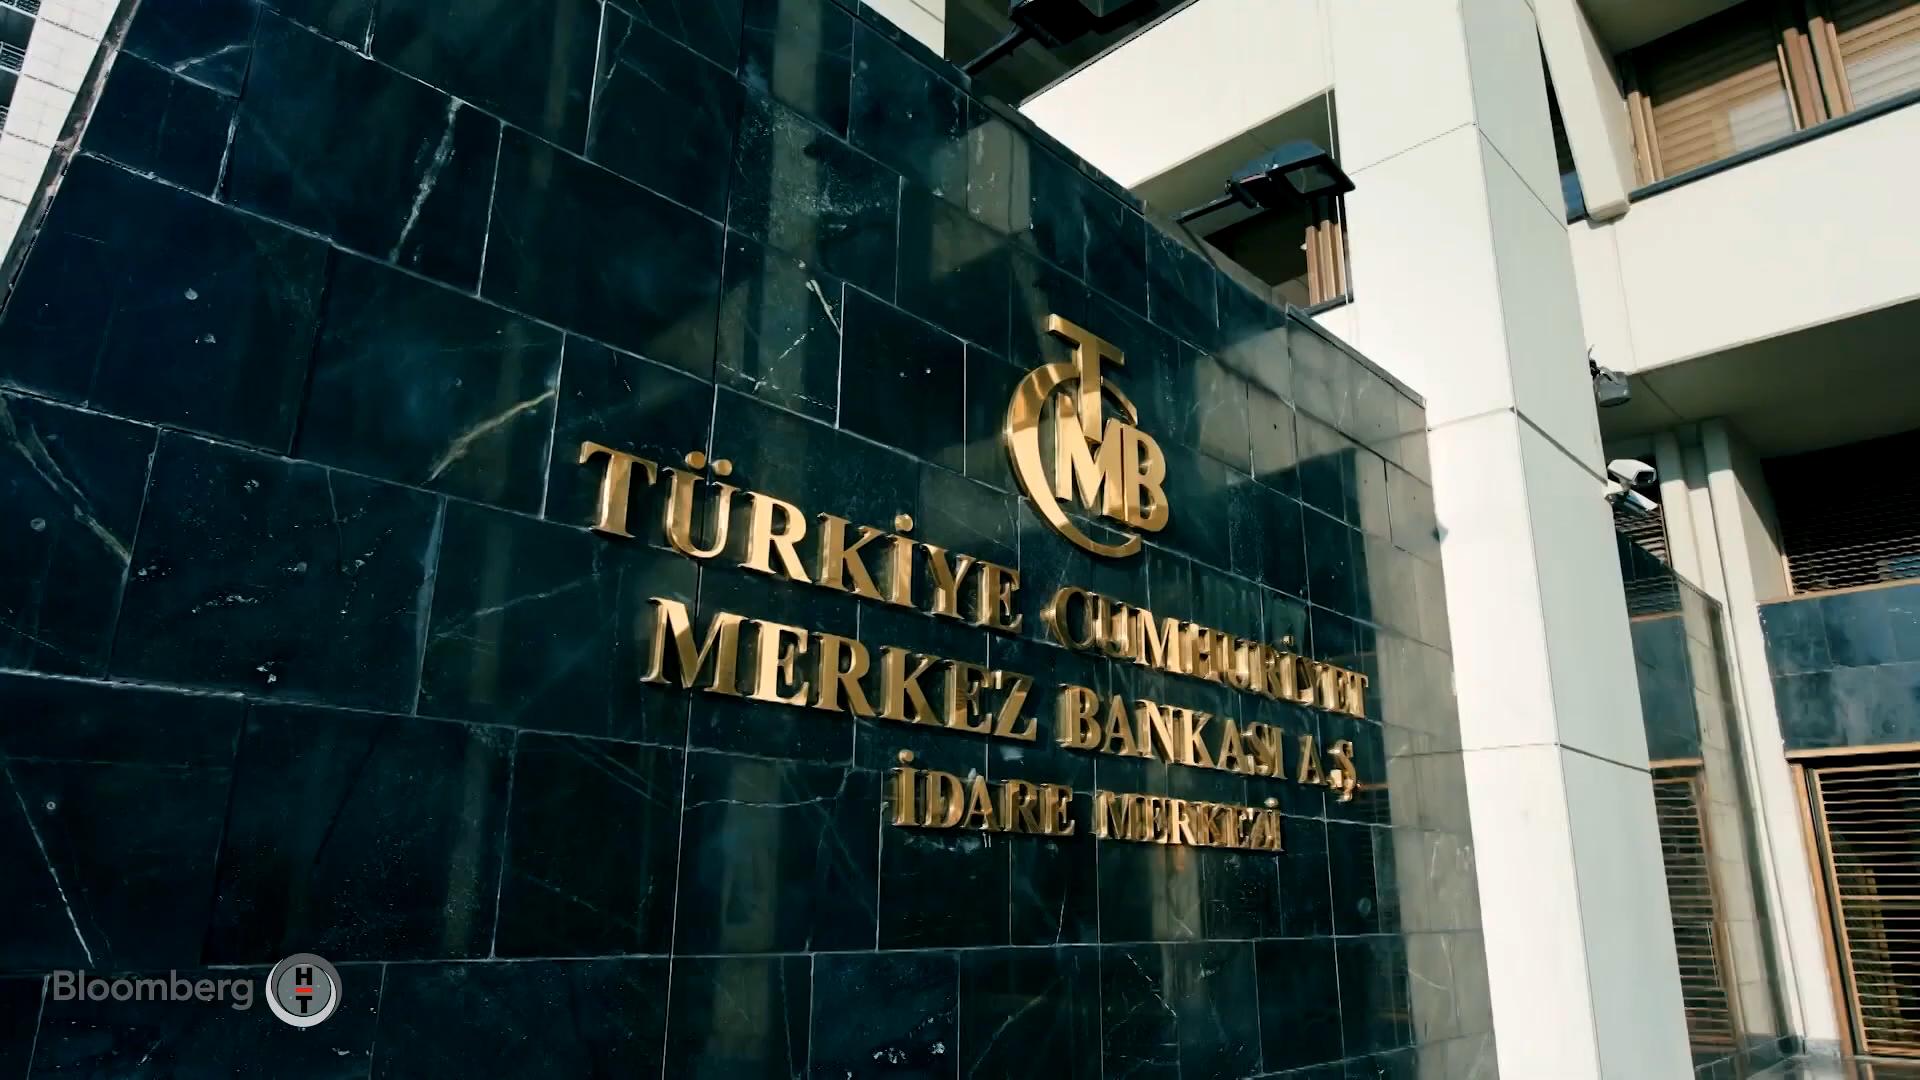 TCMB
TÜRKİYE CUMHURİYET
MERKEZ BANKASI A.Ş.
İDARE MERKEZİ
Bloomberg HT